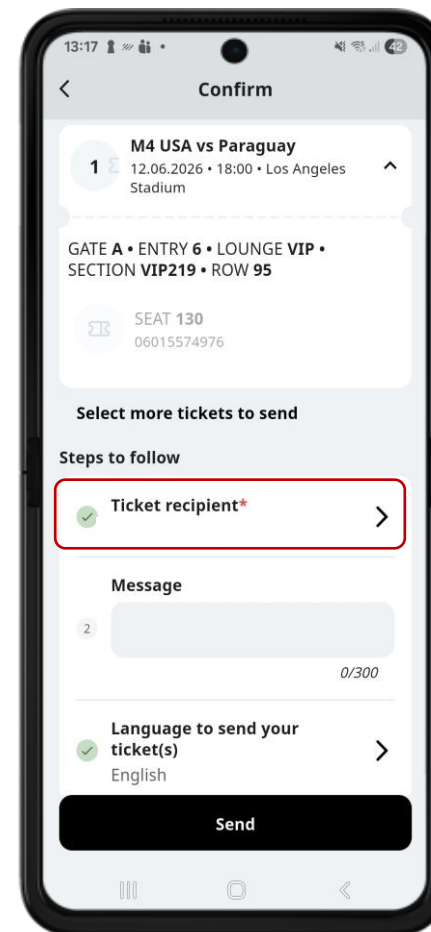 13:17
42
Confirm
1
M4 USA vs Paraguay
12.06.2026 • 18:00 • Los Angeles
Stadium
GATE A • ENTRY 6 • LOUNGE VIP •
SECTION VIP219 • ROW 95
SEAT 130
06015574976
Select more tickets to send
Steps to follow
Ticket recipient*
Message
2
0/300
Language to send your
ticket(s)
English
Send